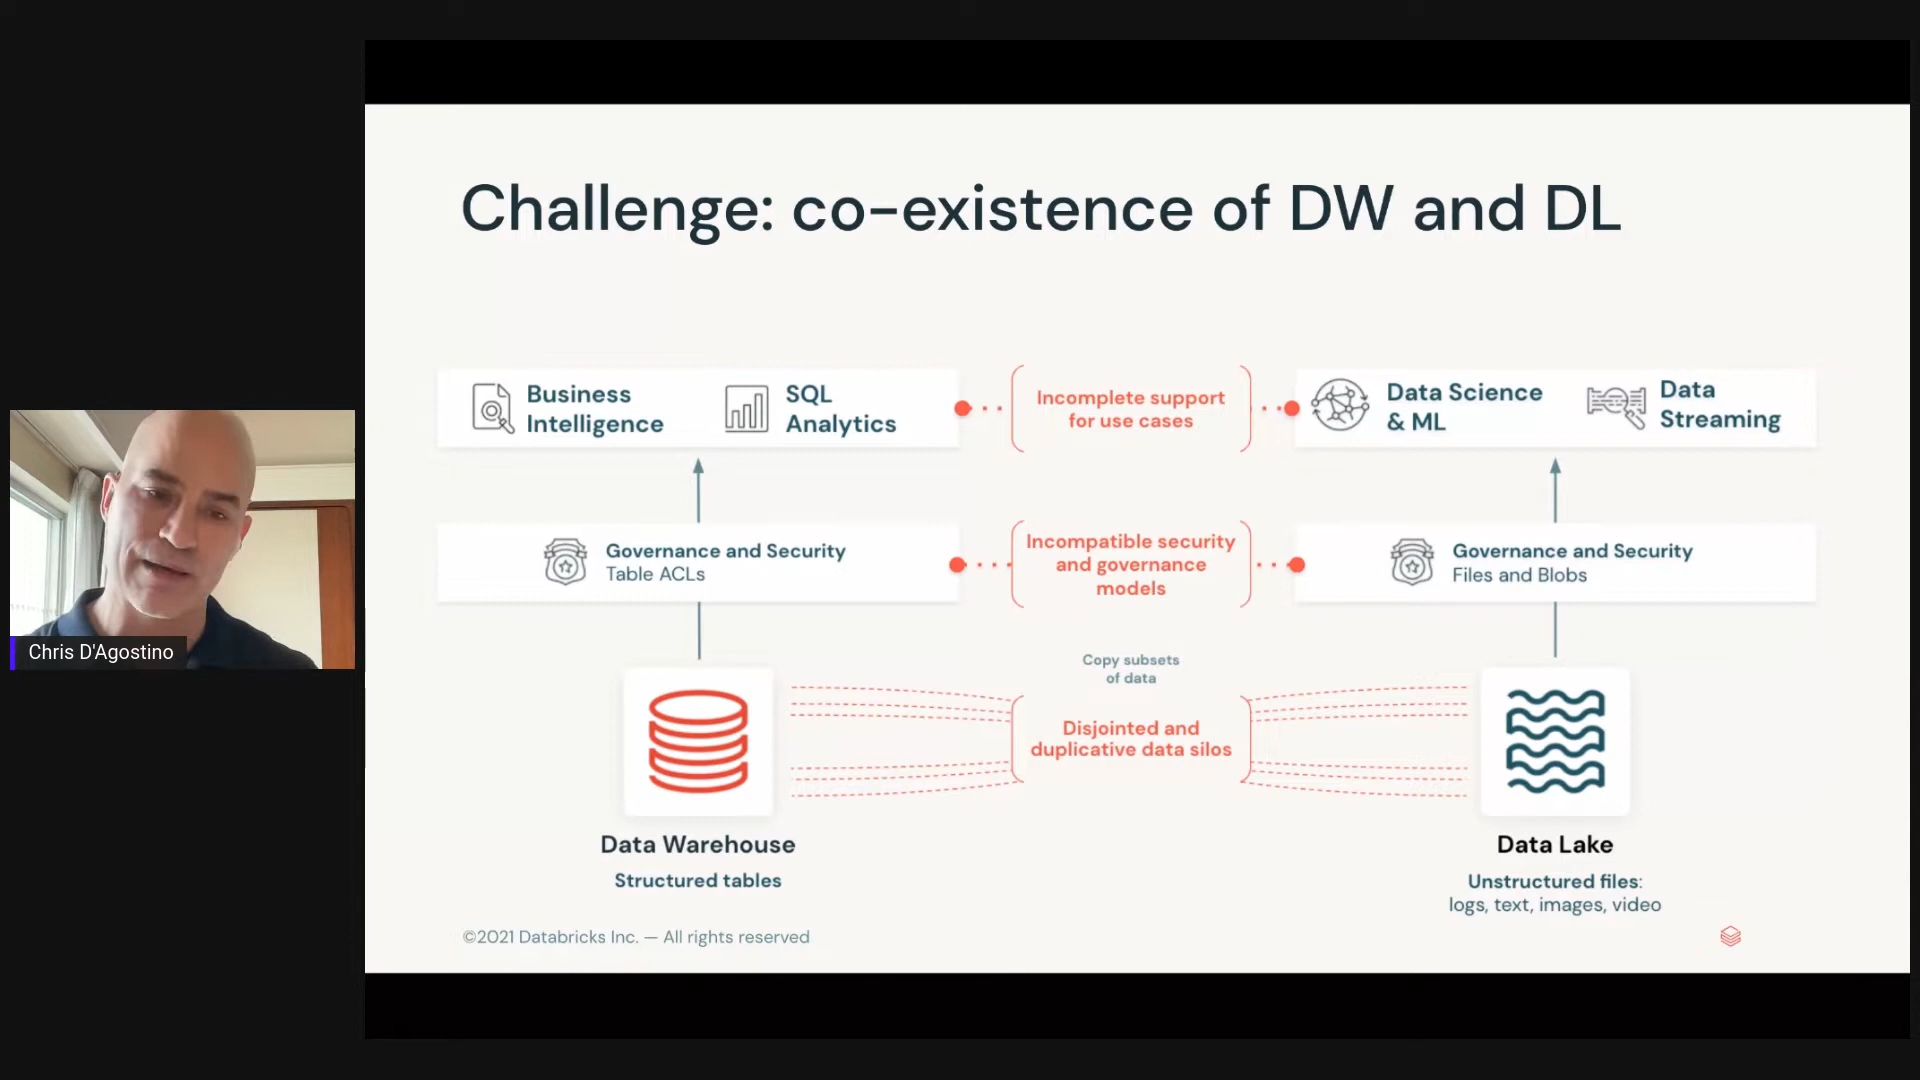 Challenge: co-existence of DW and DL
Business
Intelligence
SQL
Analytics
Incomplete support
for use cases
Data Science
& ML
Data
Streaming
Governance and Security
Table ACLs
Incompatible security
and governance
models
Governance and Security
Files and Blobs
Copy subsets
of data
Disjointed and
duplicative data silos
Data Warehouse
Structured tables
Data Lake
Unstructured files:
logs, text, images, video
©2021 Databricks Inc. — All rights reserved
Chris D'Agostino